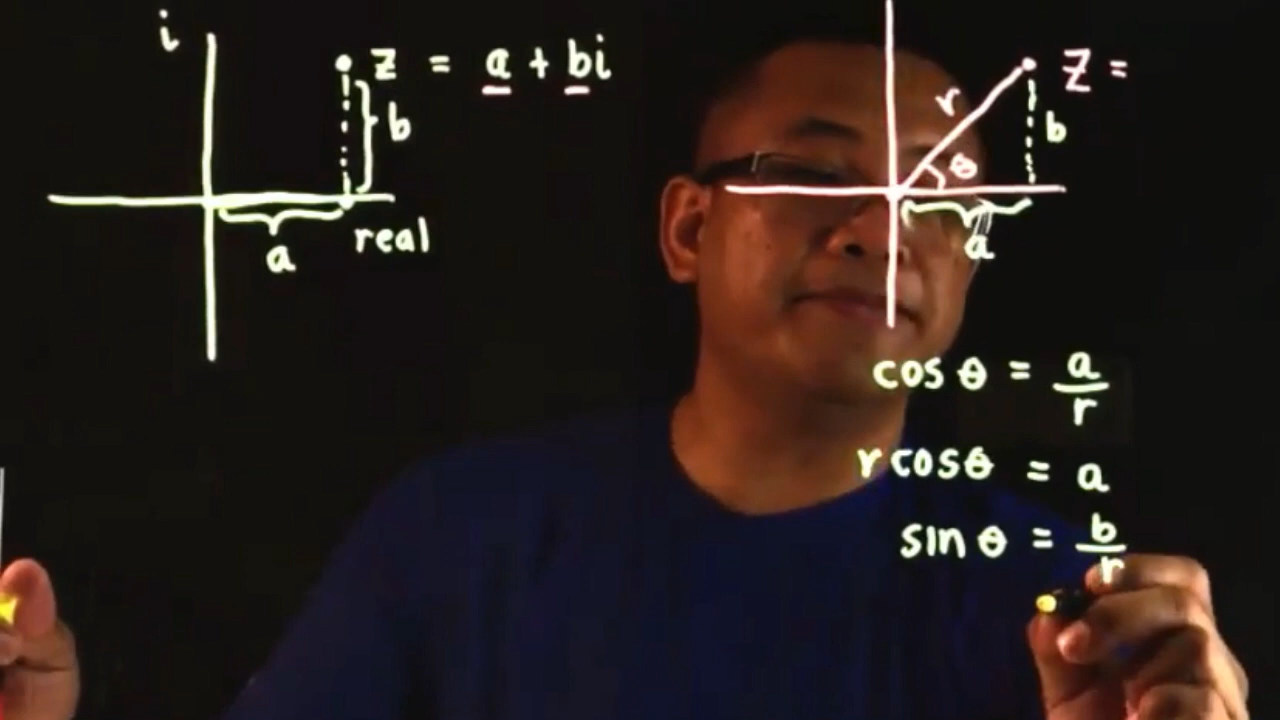 i
z = a + bi
b
a
real
z =
r
θ
b
a
cos θ = a/r
r cos θ = a
sin θ = b/r